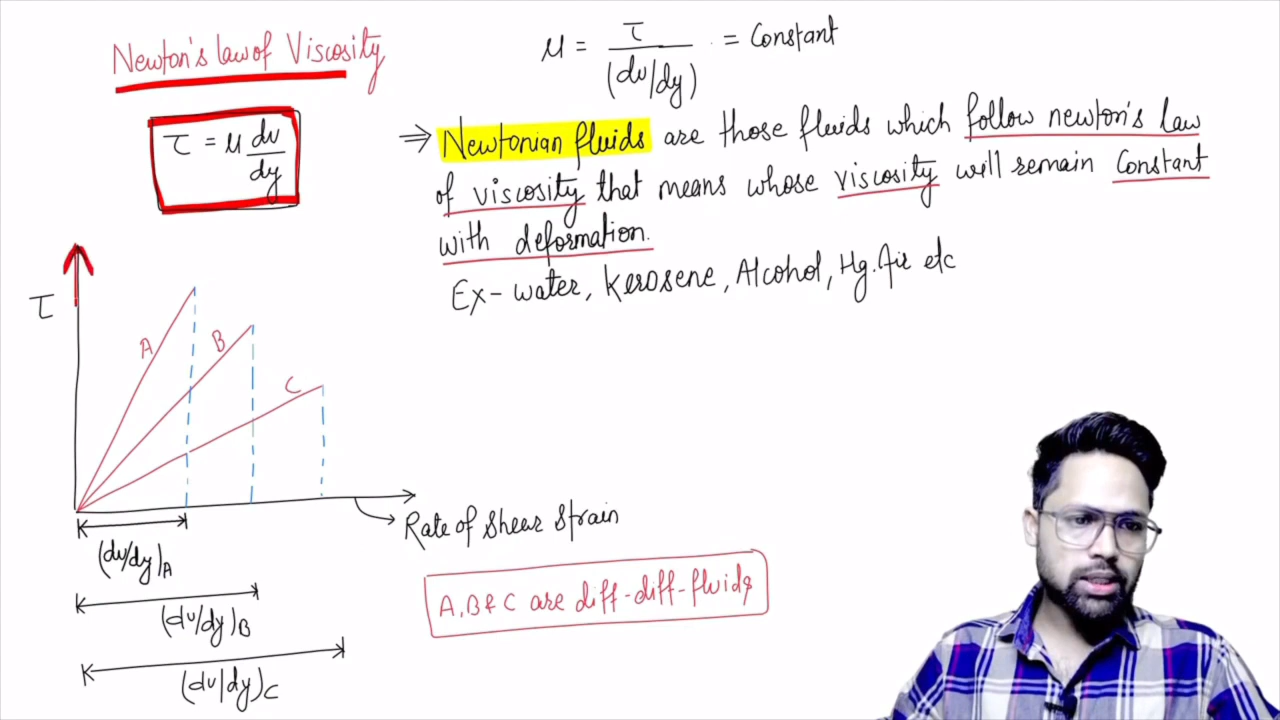 Newton's law of Viscosity
τ = μ du/dy
μ = τ/(du/dy) = Constant
⇒ Newtonian fluids are those fluids which follow newton's law
of viscosity that means whose viscosity will remain Constant
with deformation.
Ex- water, Kerosene, Alcohol, Hg. Air etc
τ
A
B
C
Rate of Shear Strain
(du/dy)A
(du/dy)B
(du/dy)C
A, B & C are diff-diff-fluids